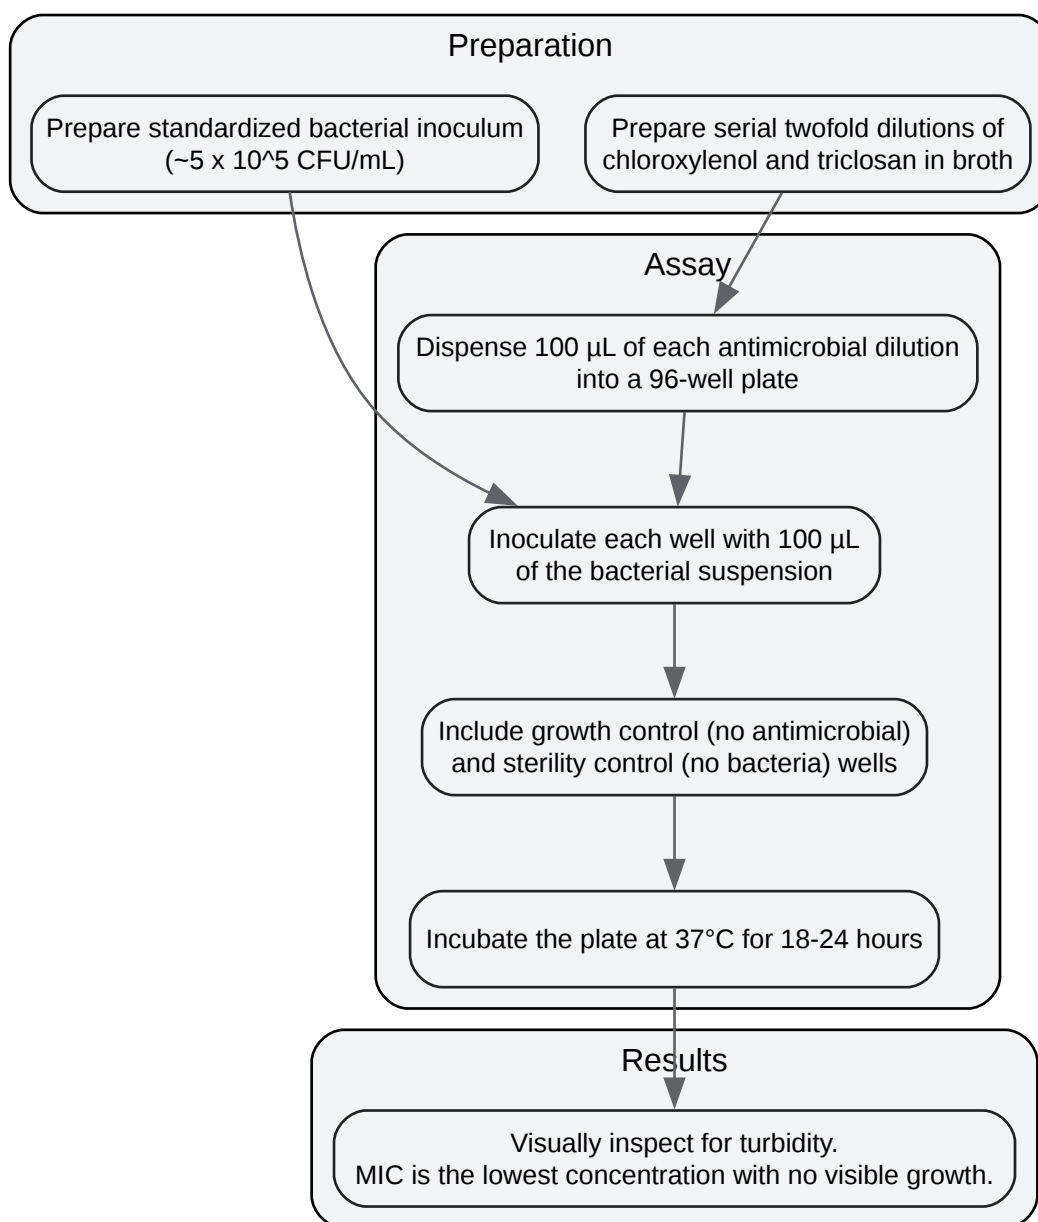 Preparation
Prepare standardized bacterial inoculum
(~5 x 10^5 CFU/mL)
Prepare serial twofold dilutions of
chloroxylenol and triclosan in broth
Assay
Dispense 100 µL of each antimicrobial dilution
into a 96-well plate
Inoculate each well with 100 µL
of the bacterial suspension
Include growth control (no antimicrobial)
and sterility control (no bacteria) wells
Incubate the plate at 37°C for 18-24 hours
Results
Visually inspect for turbidity.
MIC is the lowest concentration with no visible growth.